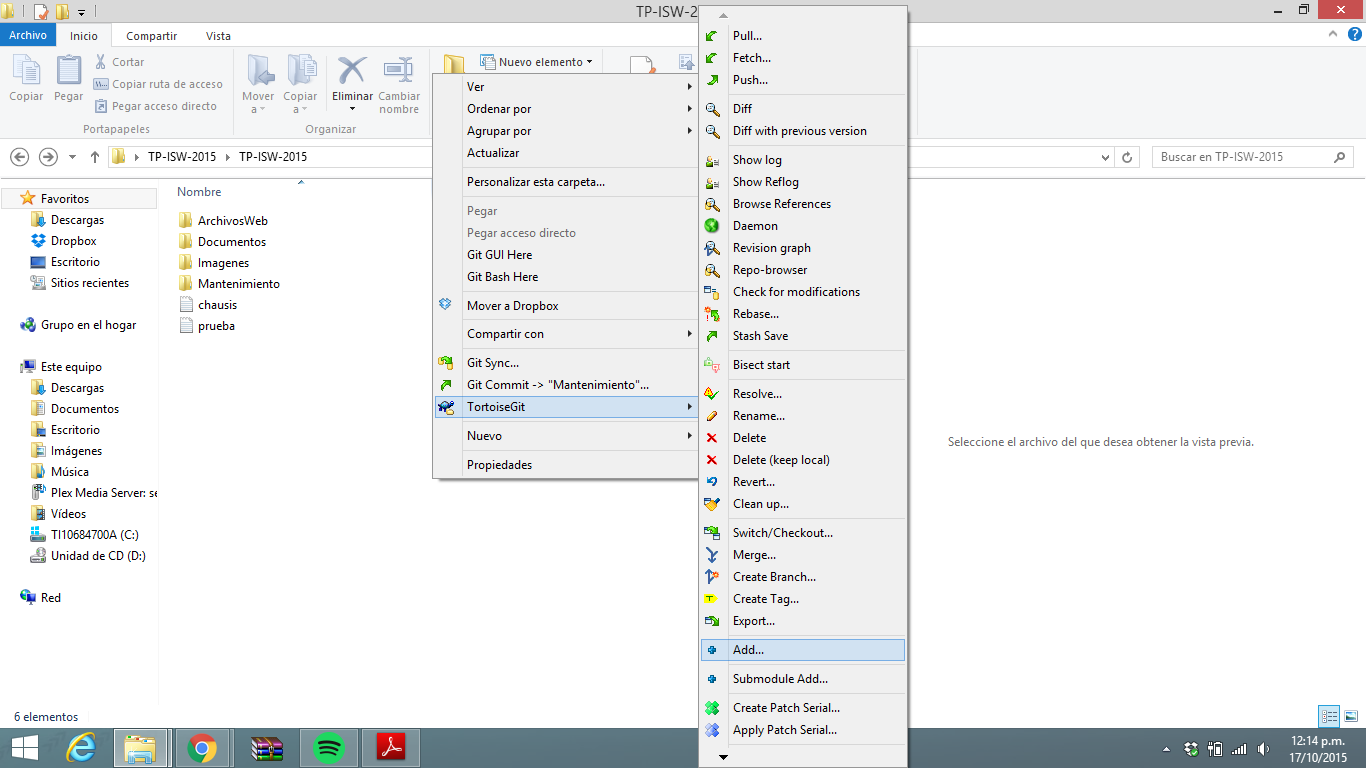 TP-ISW-2
Archivo
Inicio
Compartir
Vista
Copiar
Pegar
Cortar
Copiar ruta de acceso
Pegar acceso directo
Portapapeles
Mover
a
Copiar
a
Eliminar
Cambiar
nombre
Organizar
Nuevo elemento
TP-ISW-2015
TP-ISW-2015
Buscar en TP-ISW-2015
Favoritos
Descargas
Dropbox
Escritorio
Sitios recientes
Grupo en el hogar
Este equipo
Descargas
Documentos
Escritorio
Imágenes
Música
Plex Media Server: se
Vídeos
TI10684700A (C:)
Unidad de CD (D:)
Red
Nombre
ArchivosWeb
Documentos
Imagenes
Mantenimiento
chausis
prueba
Ver
Ordenar por
Agrupar por
Actualizar
Personalizar esta carpeta...
Pegar
Pegar acceso directo
Git GUI Here
Git Bash Here
Mover a Dropbox
Compartir con
Git Sync...
Git Commit -> "Mantenimiento"...
TortoiseGit
Nuevo
Propiedades
Pull...
Fetch...
Push...
Diff
Diff with previous version
Show log
Show Reflog
Browse References
Daemon
Revision graph
Repo-browser
Check for modifications
Rebase...
Stash Save
Bisect start
Resolve...
Rename...
Delete
Delete (keep local)
Revert...
Clean up...
Switch/Checkout...
Merge...
Create Branch...
Create Tag...
Export...
Add...
Submodule Add...
Create Patch Serial...
Apply Patch Serial...
Seleccione el archivo del que desea obtener la vista previa.
6 elementos
12:14 p.m.
17/10/2015